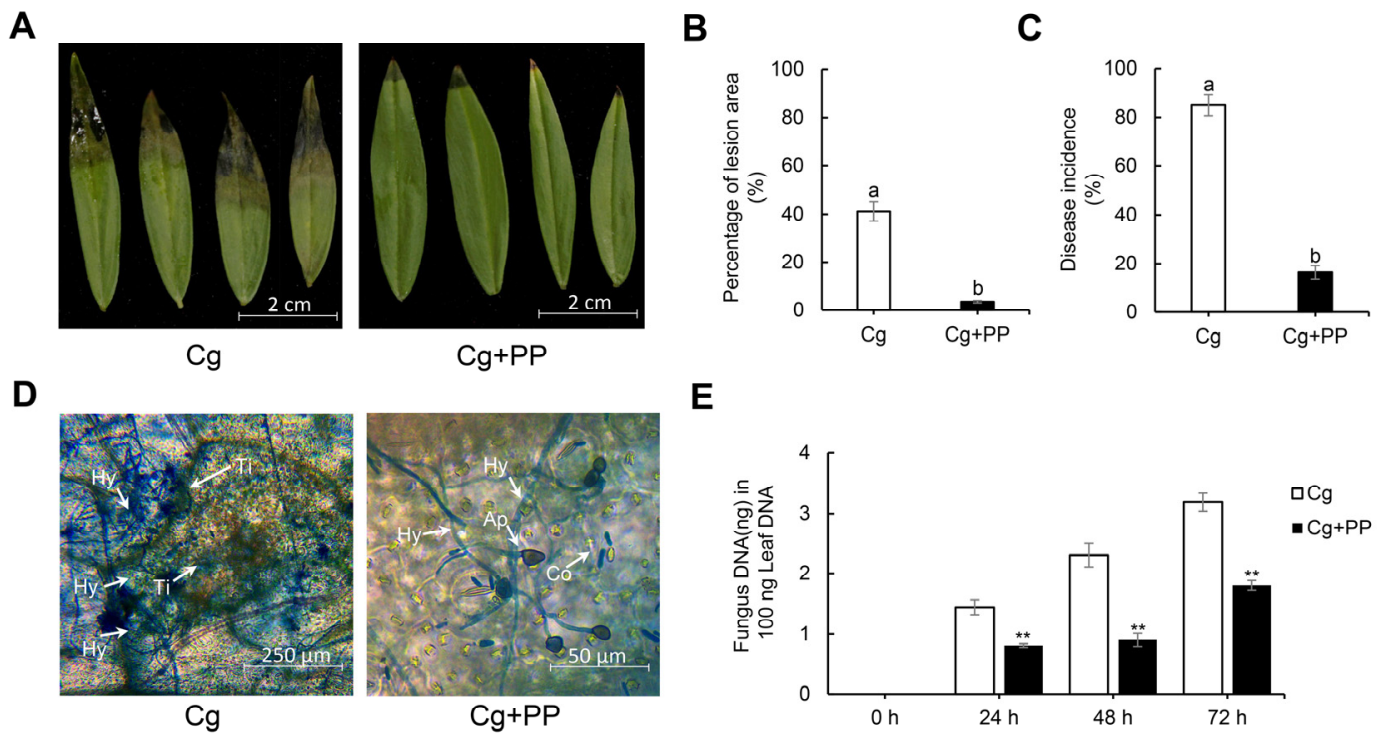 A
2 cm
2 cm
Cg
Cg+PP
B
Percentage of lesion area
(%)
100
80
60
40
20
0
a
b
Cg
Cg+PP
C
Disease incidence
(%)
100
80
60
40
20
0
a
b
Cg
Cg+PP
D
Hy
Ti
Hy
Ti
Hy
250 µm
Cg
Hy
Hy
Ap
Co
50 µm
Cg+PP
E
Fungus DNA(ng) in
100 ng Leaf DNA
4
3
2
1
0
**
**
**
0 h
24 h
48 h
72 h
Cg
Cg+PP